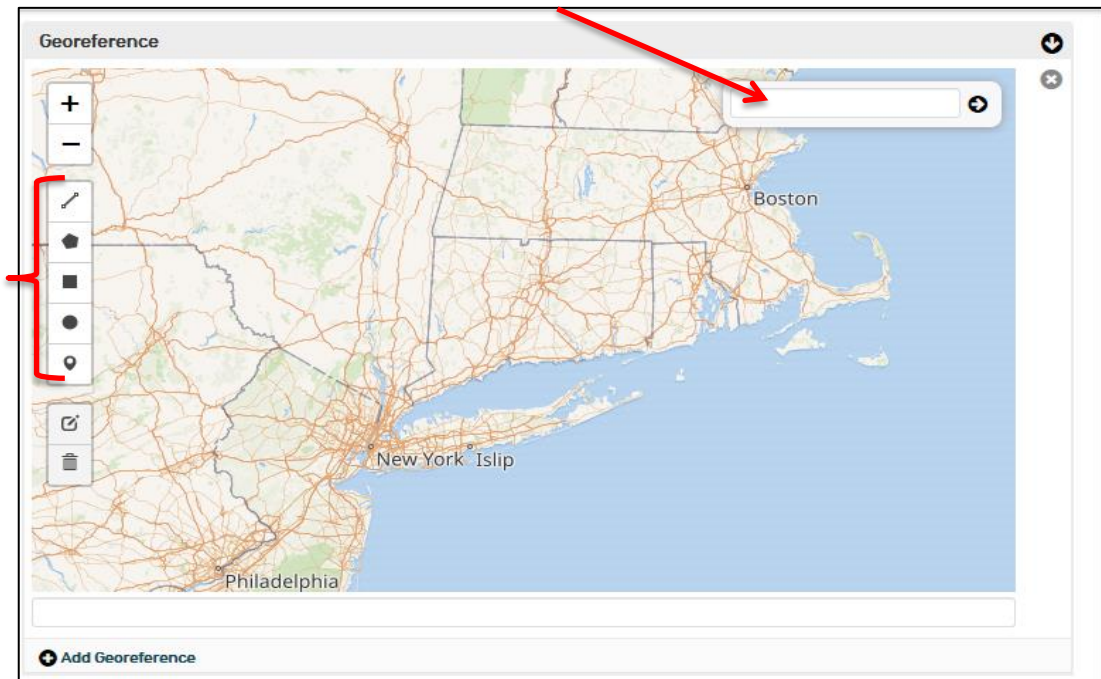 Georeference
+
−
Boston
New York Islip
Philadelphia
Add Georeference